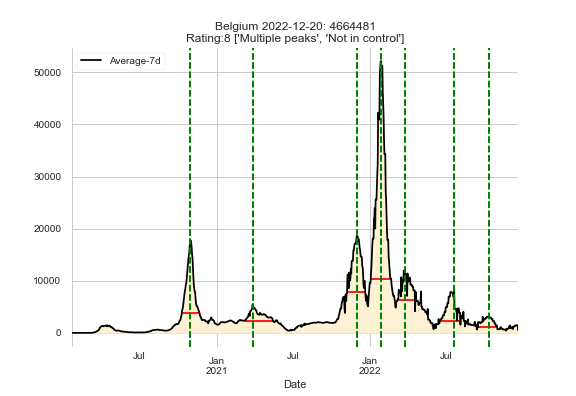 Belgium 2022-12-20: 4664481
Rating:8 ['Multiple peaks', 'Not in control']
Average-7d
50000
40000
30000
20000
10000
0
Jul
Jan
2021
Jul
Jan
2022
Jul
Date